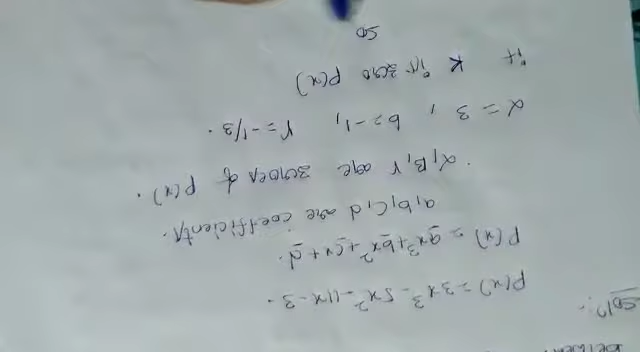 between
Solⁿ:-
P(x) = 3x³ - 5x² - 11x - 3.
P(x) = ax³ + bx² + cx + d.
a, b, c, d are coefficients.
α, β, γ are zeroes of P(x).
α = 3, b = -1, γ = -1/3.
if k is zero P(x)
so